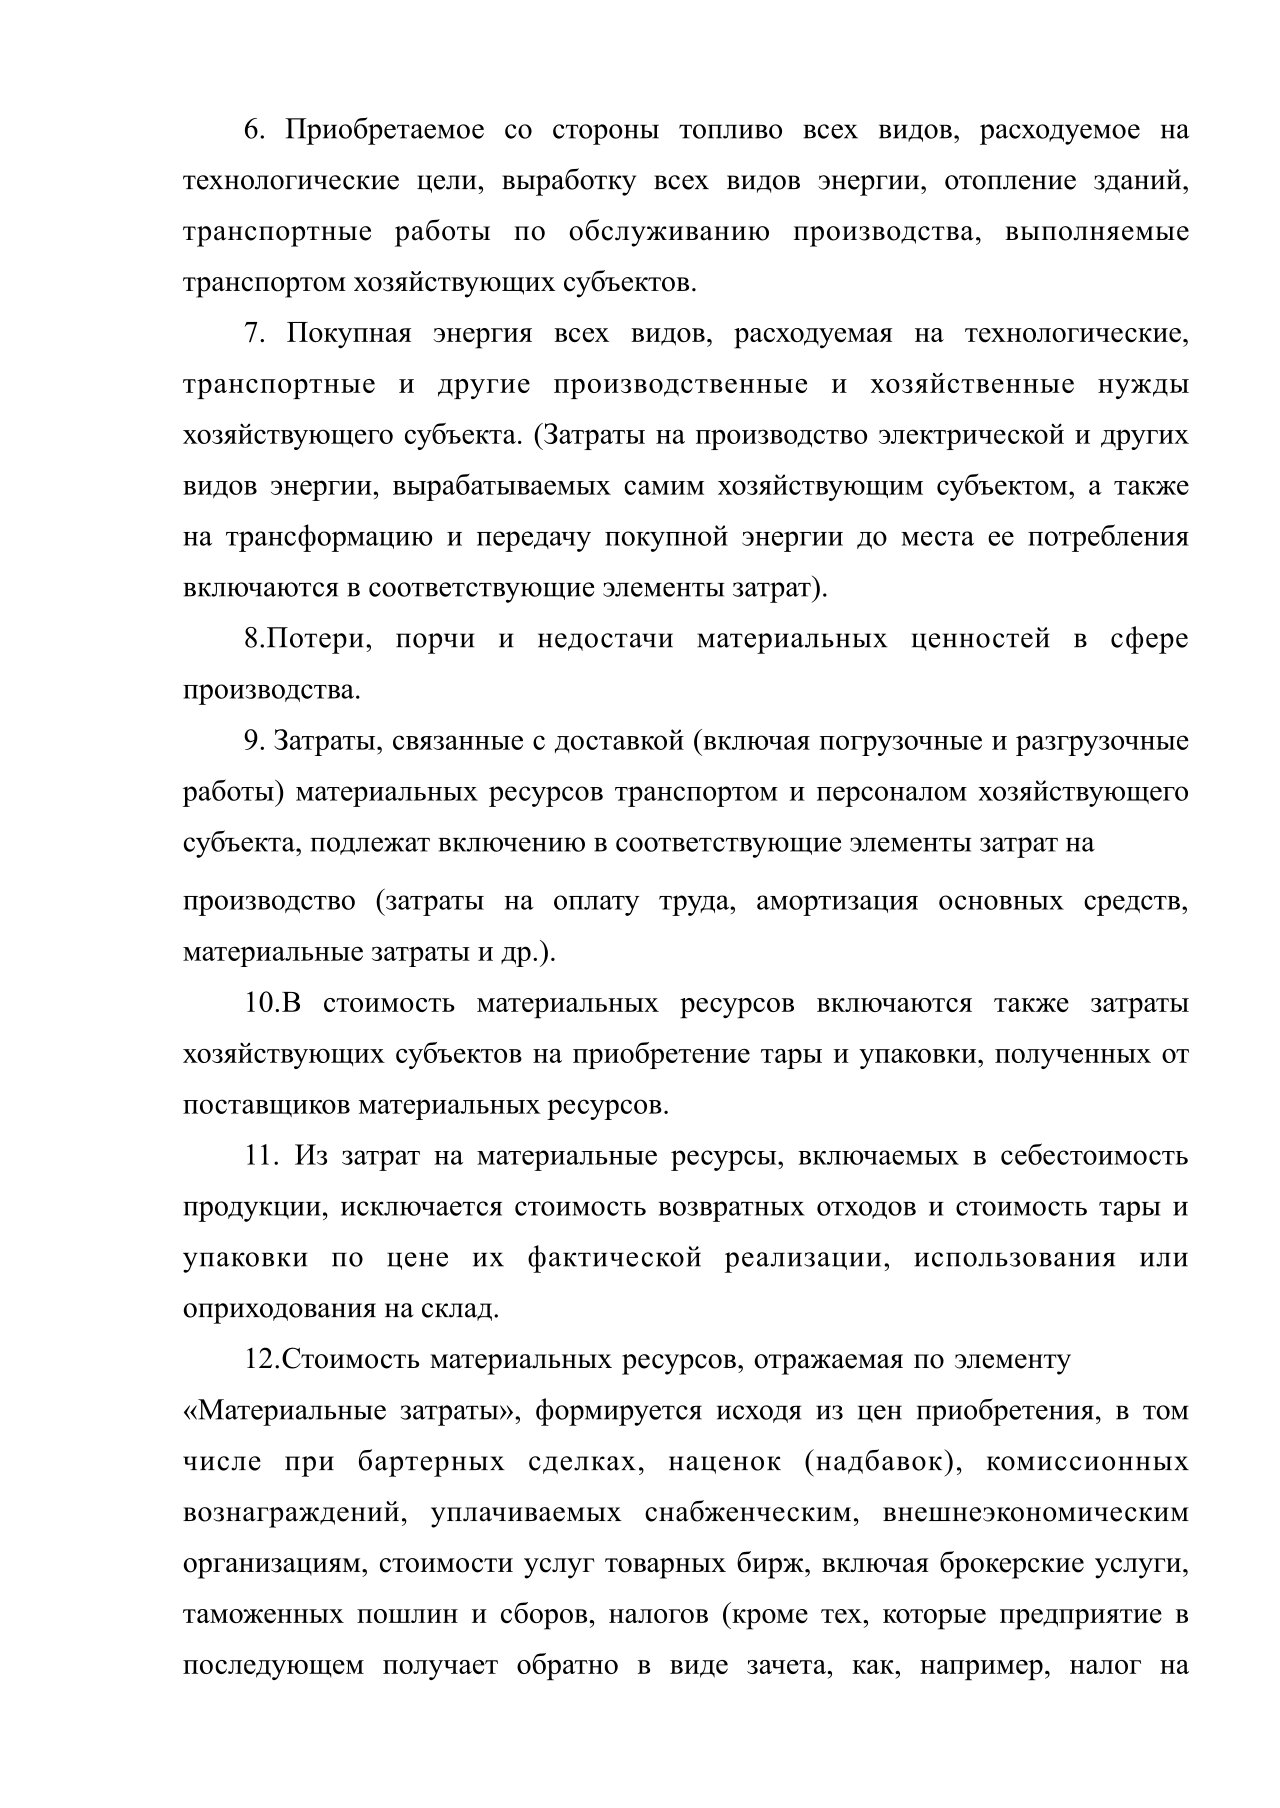 6. Приобретаемое со стороны топливо всех видов, расходуемое на
технологические цели, выработку всех видов энергии, отопление зданий,
транспортные работы по обслуживанию производства, выполняемые
транспортом хозяйствующих субъектов.
7. Покупная энергия всех видов, расходуемая на технологические,
транспортные и другие производственные и хозяйственные нужды
хозяйствующего субъекта. (Затраты на производство электрической и других
видов энергии, вырабатываемых самим хозяйствующим субъектом, а также
на трансформацию и передачу покупной энергии до места ее потребления
включаются в соответствующие элементы затрат).
8.Потери, порчи и недостачи материальных ценностей в сфере
производства.
9. Затраты, связанные с доставкой (включая погрузочные и разгрузочные
работы) материальных ресурсов транспортом и персоналом хозяйствующего
субъекта, подлежат включению в соответствующие элементы затрат на
производство (затраты на оплату труда, амортизация основных средств,
материальные затраты и др.).
10.В стоимость материальных ресурсов включаются также затраты
хозяйствующих субъектов на приобретение тары и упаковки, полученных от
поставщиков материальных ресурсов.
11. Из затрат на материальные ресурсы, включаемых в себестоимость
продукции, исключается стоимость возвратных отходов и стоимость тары и
упаковки по цене их фактической реализации, использования или
оприходования на склад.
12.Стоимость материальных ресурсов, отражаемая по элементу
«Материальные затраты», формируется исходя из цен приобретения, в том
числе при бартерных сделках, наценок (надбавок), комиссионных
вознаграждений, уплачиваемых снабженческим, внешнеэкономическим
организациям, стоимости услуг товарных бирж, включая брокерские услуги,
таможенных пошлин и сборов, налогов (кроме тех, которые предприятие в
последующем получает обратно в виде зачета, как, например, налог на